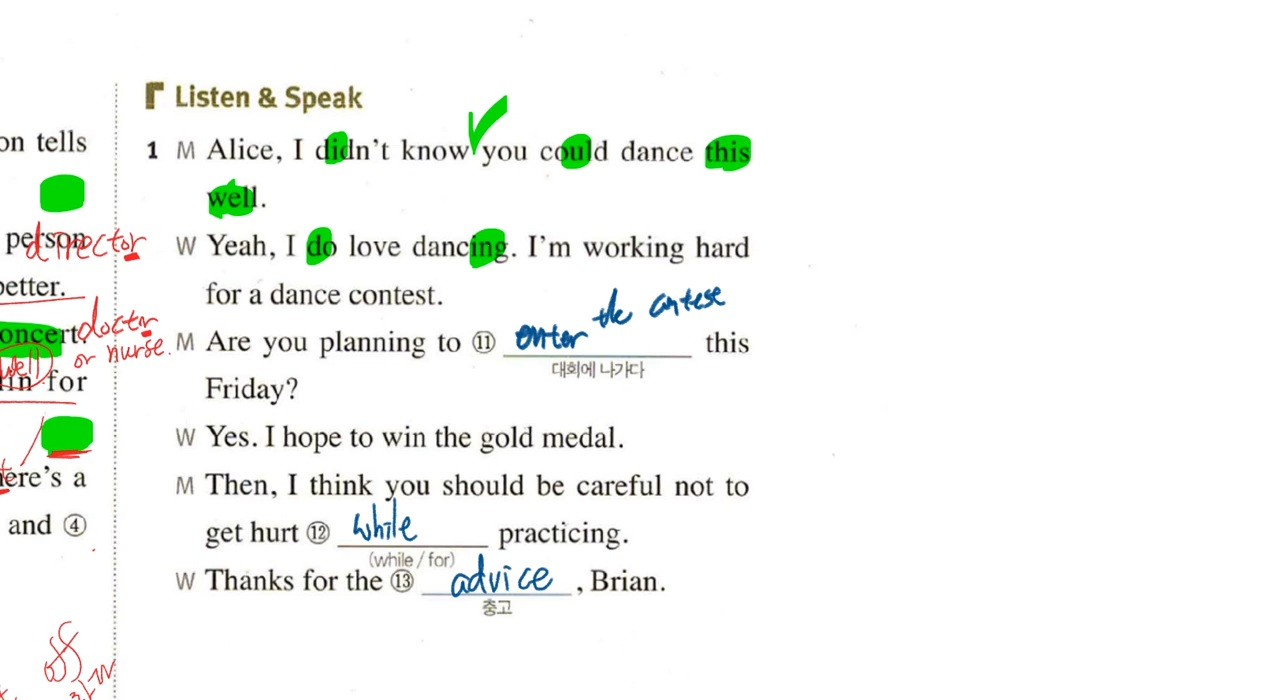 Listen & Speak
on tells
1 M Alice, I didn't know you could dance this
well.
person
director
W Yeah, I do love dancing. I'm working hard
etter.
for a dance contest.
the contese
oncert.
doctor
or nurse.
M Are you planning to ⑪ enter this
대회에 나가다
well
in for
Friday?
W Yes. I hope to win the gold medal.
ere's a
M Then, I think you should be careful not to
and ④
get hurt ⑫ while practicing.
(while / for)
W Thanks for the ⑬ advice, Brian.
충고